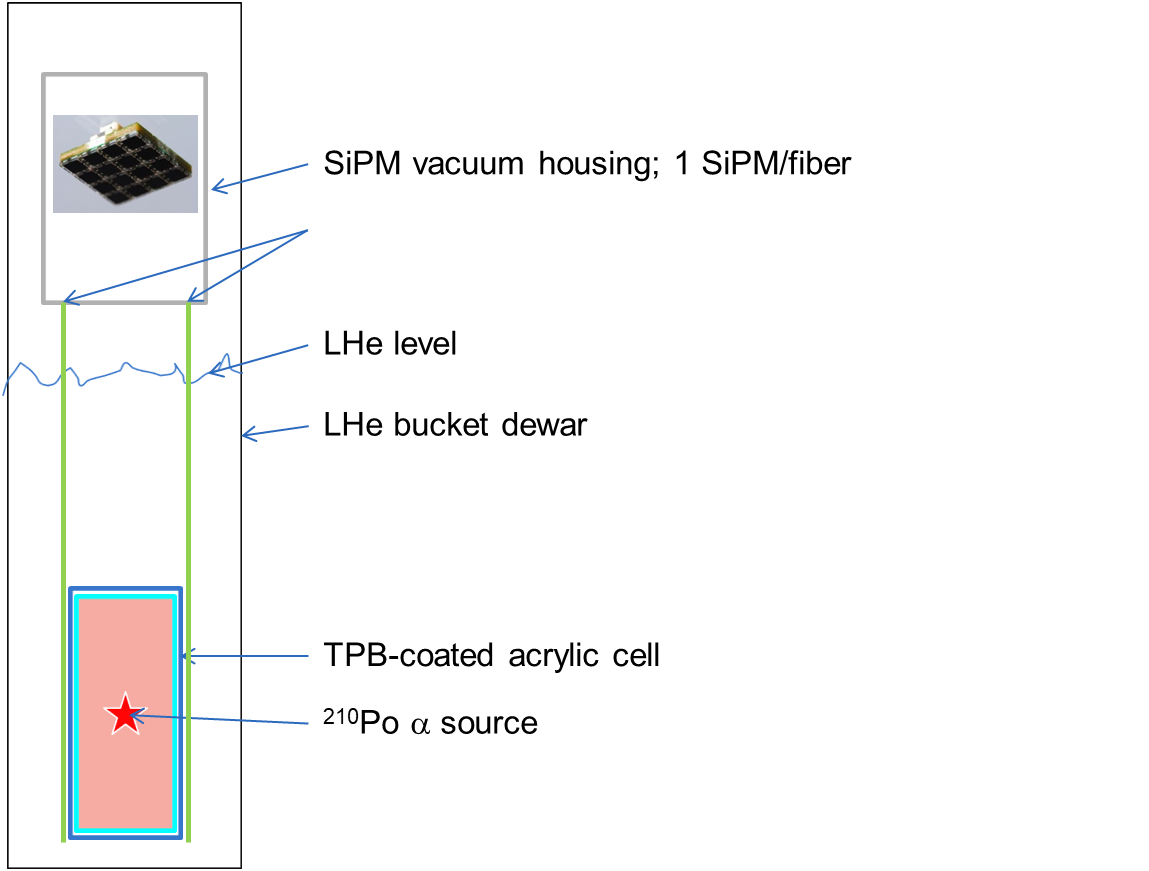 SiPM vacuum housing; 1 SiPM/fiber
LHe level
LHe bucket dewar
TPB-coated acrylic cell
²¹⁰Po α source